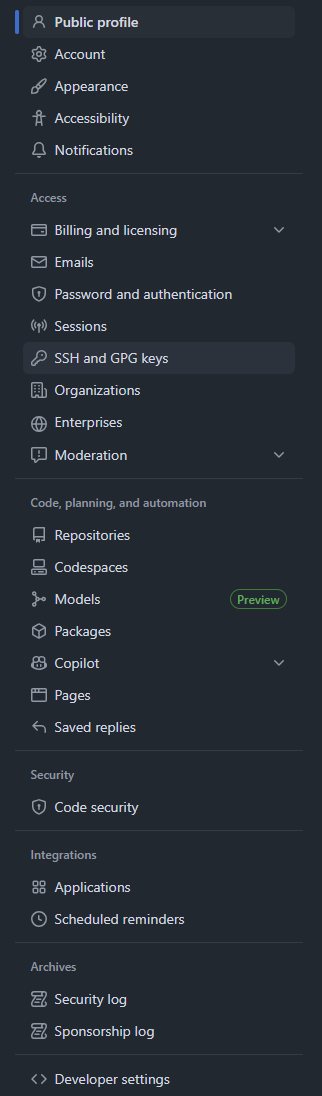 Public profile
Account
Appearance
Accessibility
Notifications
Access
Billing and licensing
Emails
Password and authentication
Sessions
SSH and GPG keys
Organizations
Enterprises
Moderation
Code, planning, and automation
Repositories
Codespaces
Models Preview
Packages
Copilot
Pages
Saved replies
Security
Code security
Integrations
Applications
Scheduled reminders
Archives
Security log
Sponsorship log
Developer settings